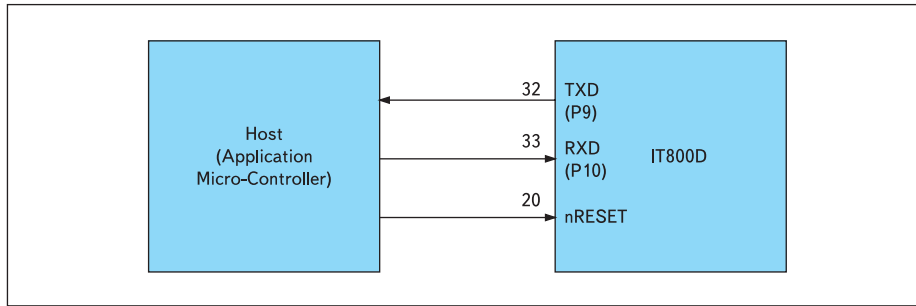 Host
(Application
Micro-Controller)
32
TXD
(P9)
33
RXD
(P10)
IT800D
20
nRESET